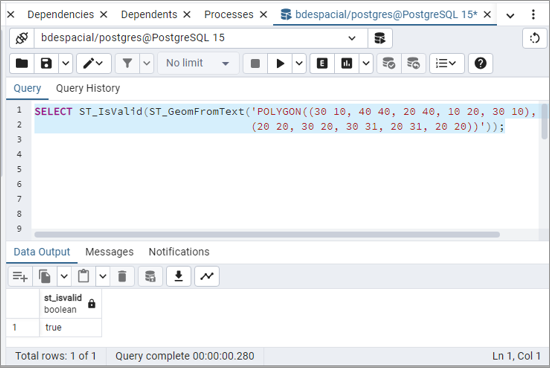 Dependencies Dependents Processes bdespacial/postgres@PostgreSQL 15*
bdespacial/postgres@PostgreSQL 15
No limit
Query Query History
1 SELECT ST_IsValid(ST_GeomFromText('POLYGON((30 10, 40 40, 20 40, 10 20, 30 10),
2 (20 20, 30 20, 30 31, 20 31, 20 20))'));
3
4
5
6
7
8
9
Data Output Messages Notifications
st_isvalid
boolean
1 true
Total rows: 1 of 1 Query complete 00:00:00.280 Ln 1, Col 1